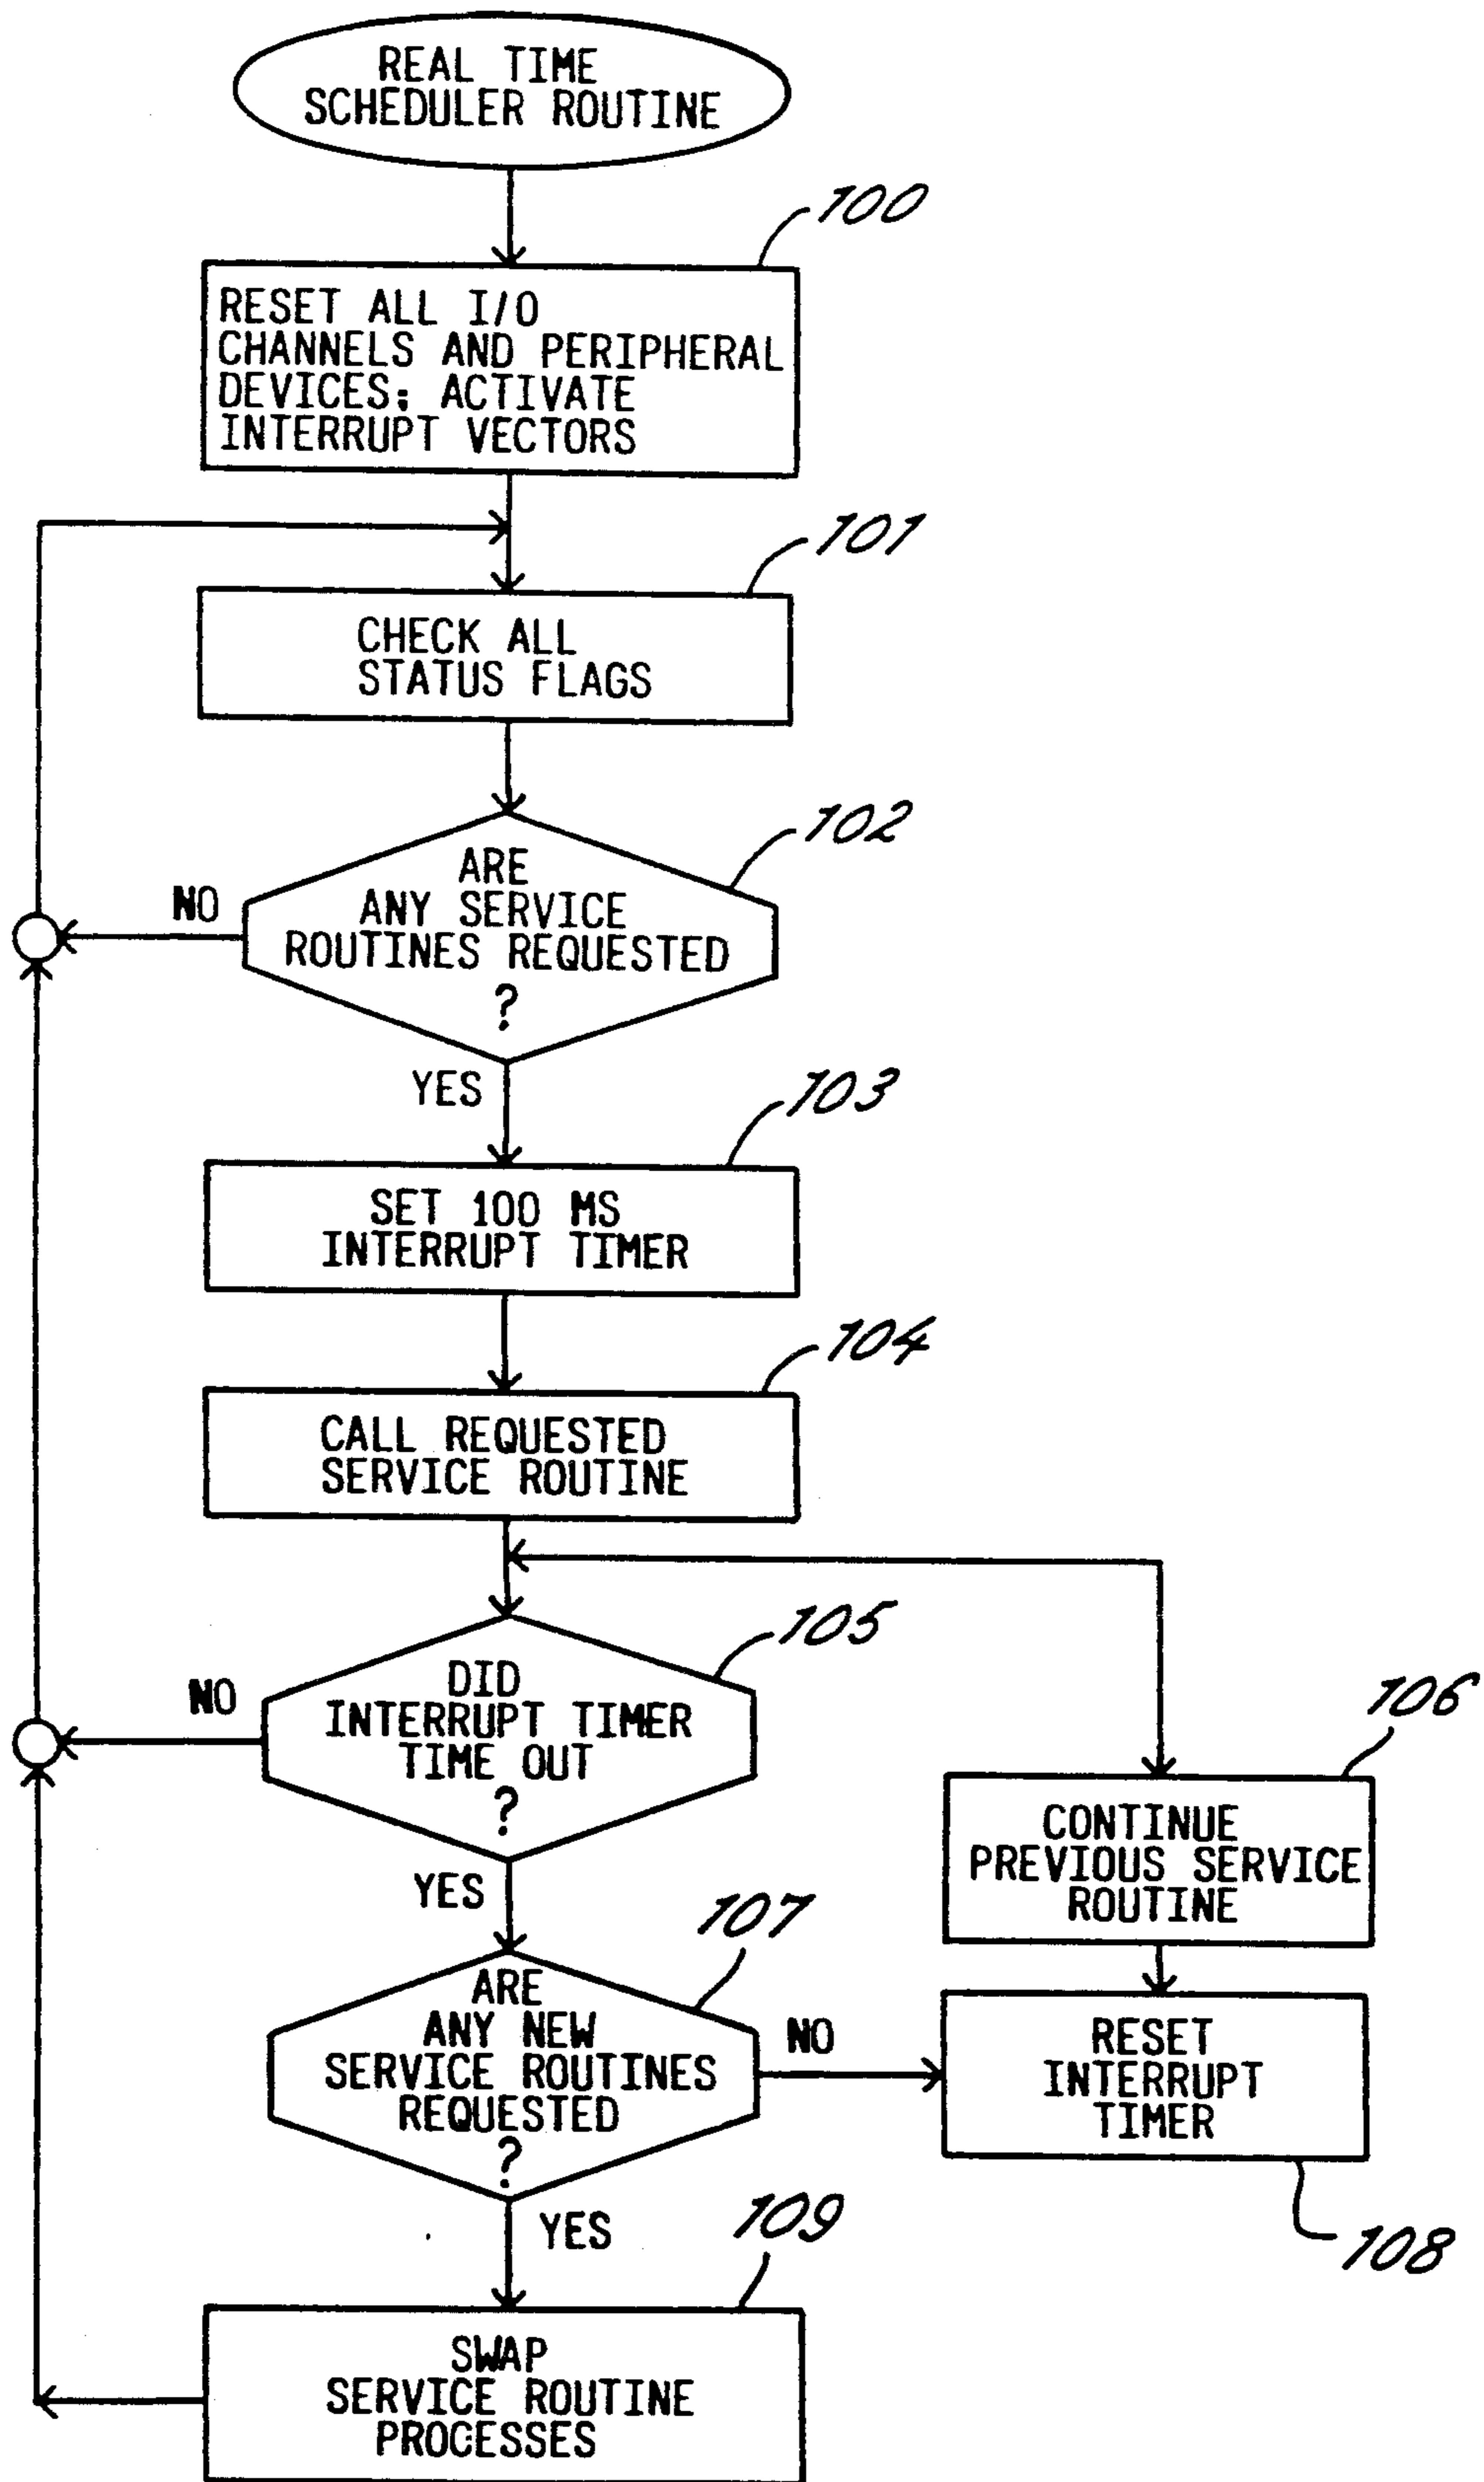 REAL TIME
SCHEDULER ROUTINE
100
RESET ALL I/O
CHANNELS AND PERIPHERAL
DEVICES; ACTIVATE
INTERRUPT VECTORS
101
CHECK ALL
STATUS FLAGS
102
ARE
ANY SERVICE
ROUTINES REQUESTED
?
NO
YES
103
SET 100 MS
INTERRUPT TIMER
104
CALL REQUESTED
SERVICE ROUTINE
105
DID
INTERRUPT TIMER
TIME OUT
?
NO
YES
106
CONTINUE
PREVIOUS SERVICE
ROUTINE
107
ARE
ANY NEW
SERVICE ROUTINES
REQUESTED
?
NO
YES
RESET
INTERRUPT
TIMER
108
109
SWAP
SERVICE ROUTINE
PROCESSES